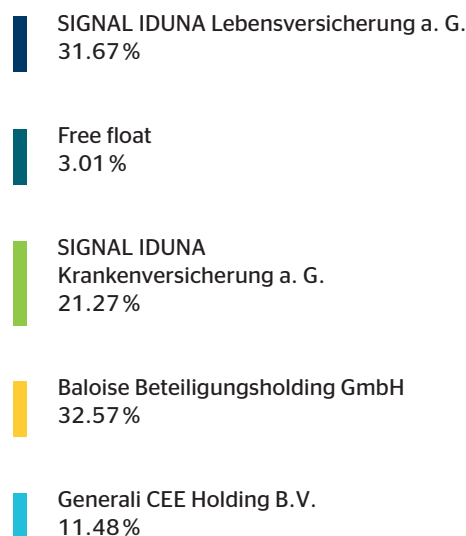 SIGNAL IDUNA Lebensversicherung a. G.
31.67 %
Free float
3.01 %
SIGNAL IDUNA
Krankenversicherung a. G.
21.27 %
Baloise Beteiligungsholding GmbH
32.57 %
Generali CEE Holding B.V.
11.48 %